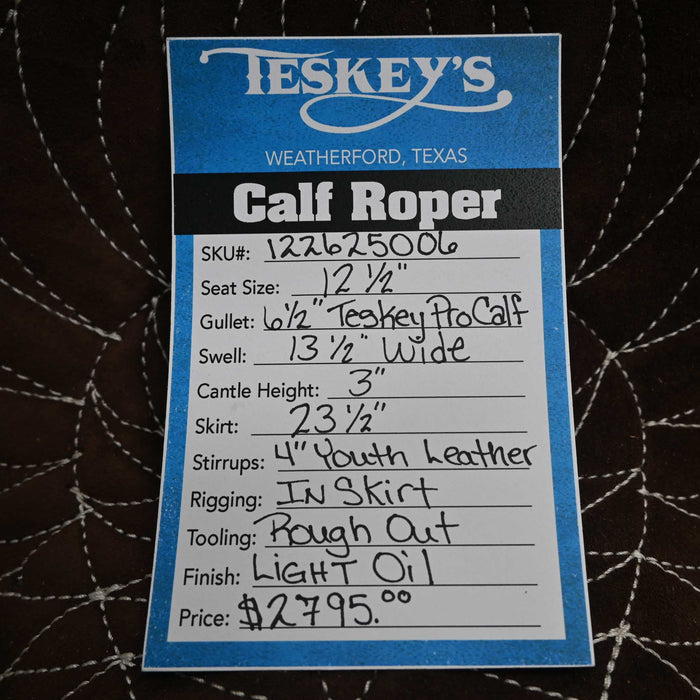 TESKEY'S
WEATHERFORD, TEXAS
Calf Roper
SKU#: 122625006
Seat Size: 12 1/2"
Gullet: 6 1/2" Teskey Pro Calf
Swell: 13 1/2" Wide
Cantle Height: 3"
Skirt: 23 1/2"
Stirrups: 4" Youth Leather
Rigging: IN Skirt
Tooling: Rough Out
Finish: LIGHT Oil
Price: $2795.00